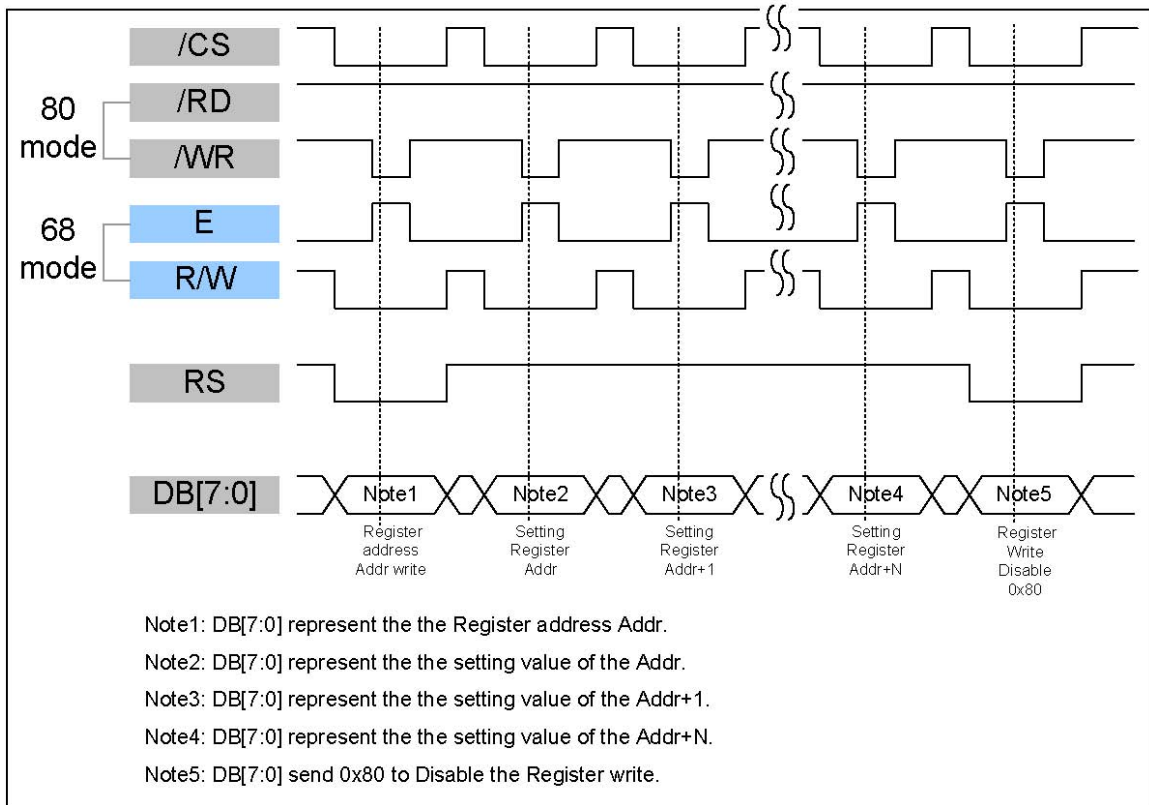 /CS
80
mode
/RD
/WR
68
mode
E
R/W
RS
DB[7:0]
Note1
Note2
Note3
Note4
Note5
Register
address
Addr write
Setting
Register
Addr
Setting
Register
Addr+1
Setting
Register
Addr+N
Register
Write
Disable
0x80
Note1: DB[7:0] represent the the Register address Addr.
Note2: DB[7:0] represent the the setting value of the Addr.
Note3: DB[7:0] represent the the setting value of the Addr+1.
Note4: DB[7:0] represent the the setting value of the Addr+N.
Note5: DB[7:0] send 0x80 to Disable the Register write.